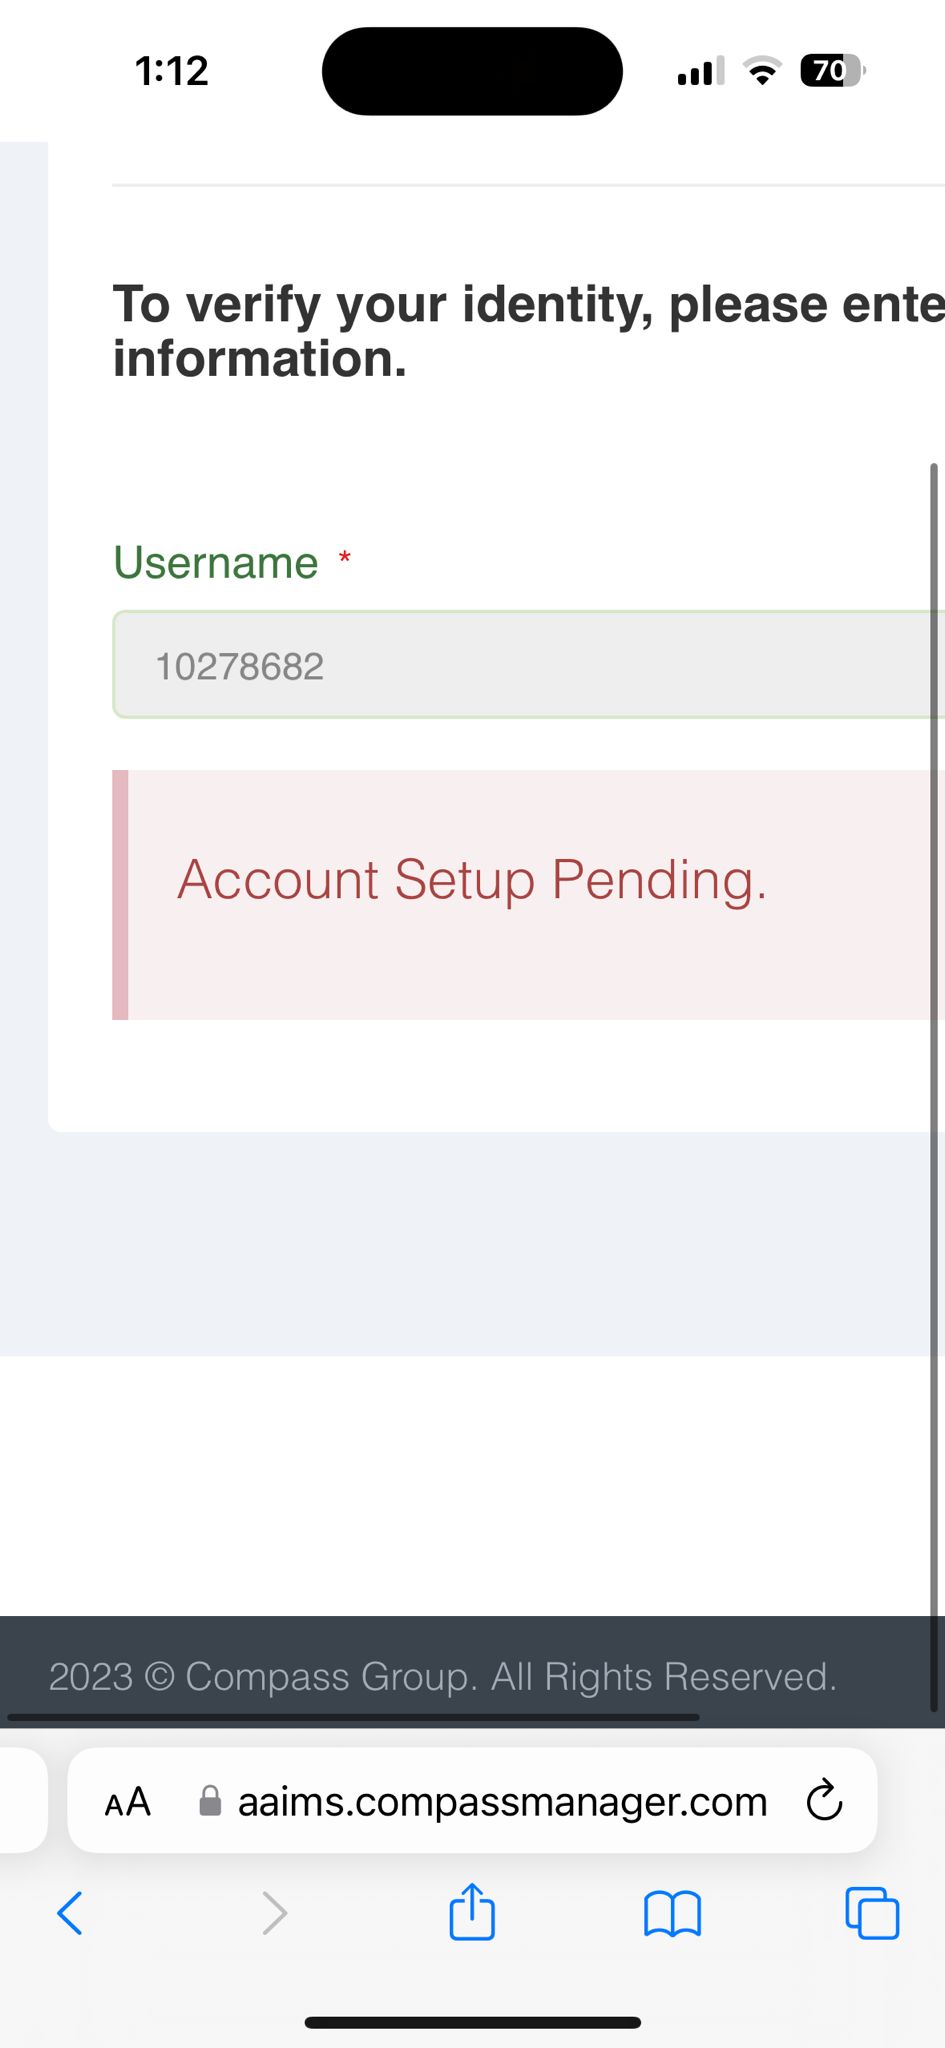 1:12
70
To verify your identity, please ente
information.
Username *
10278682
Account Setup Pending.
2023 © Compass Group. All Rights Reserved.
AA aaims.compassmanager.com